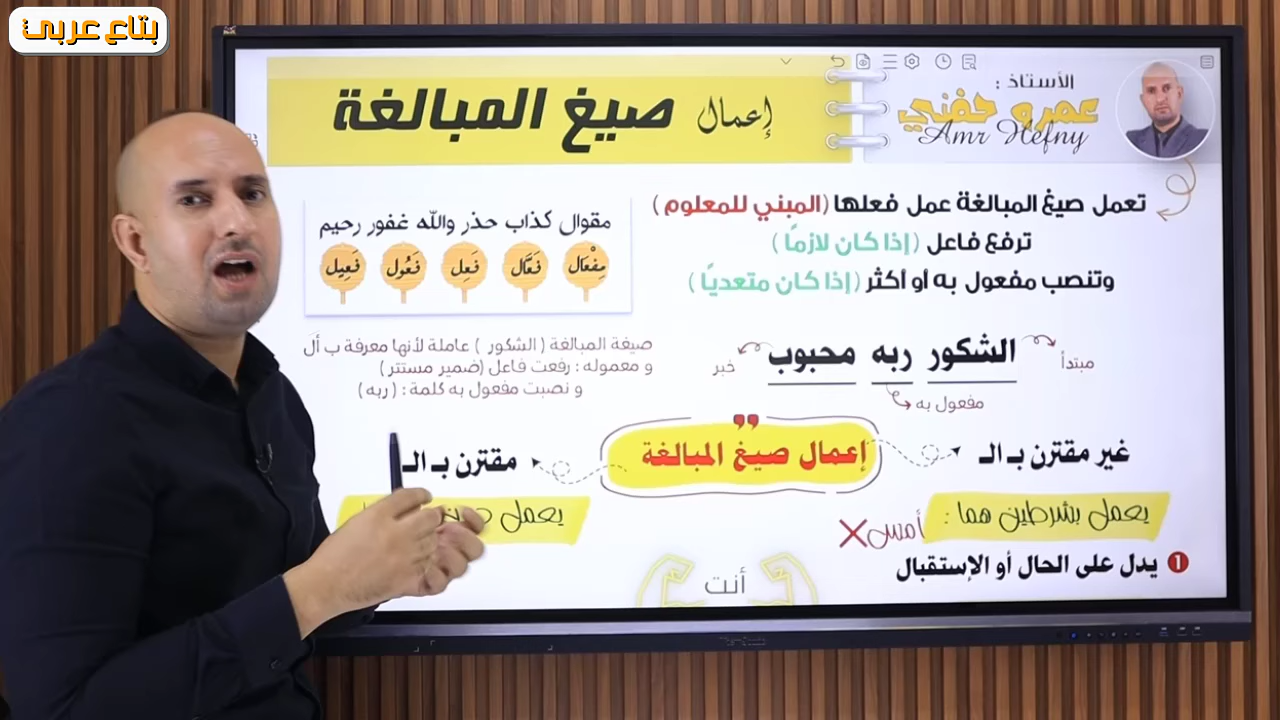 بتاع عربي
الأستاذ :
عمرو حفني
Amr Hefny
إعمال صيغ المبالغة
تعمل صيغ المبالغة عمل فعلها (المبني للمعلوم )
ترفع فاعل ( إذا كان لازمًا )
وتنصب مفعول به أو أكثر ( إذا كان متعديًا )
مقوال كذاب حذر والله غفور رحيم
مِفْعَال فَعَّال فَعِل فَعُول فَعِيل
مبتدأ الشكور ربه محبوب خبر
مفعول به
صيغة المبالغة ( الشكور ) عاملة لأنها معرفة ب أل
و معموله : رفعت فاعل (ضمير مستتر )
و نصبت مفعول به كلمة : ( ربه )
إعمال صيغ المبالغة
غير مقترن بـ الـ
مقترن بـ الـ
يعمل بشرطين هما :
يعمل
أمس X
1 يدل على الحال أو الإستقبال
أنت